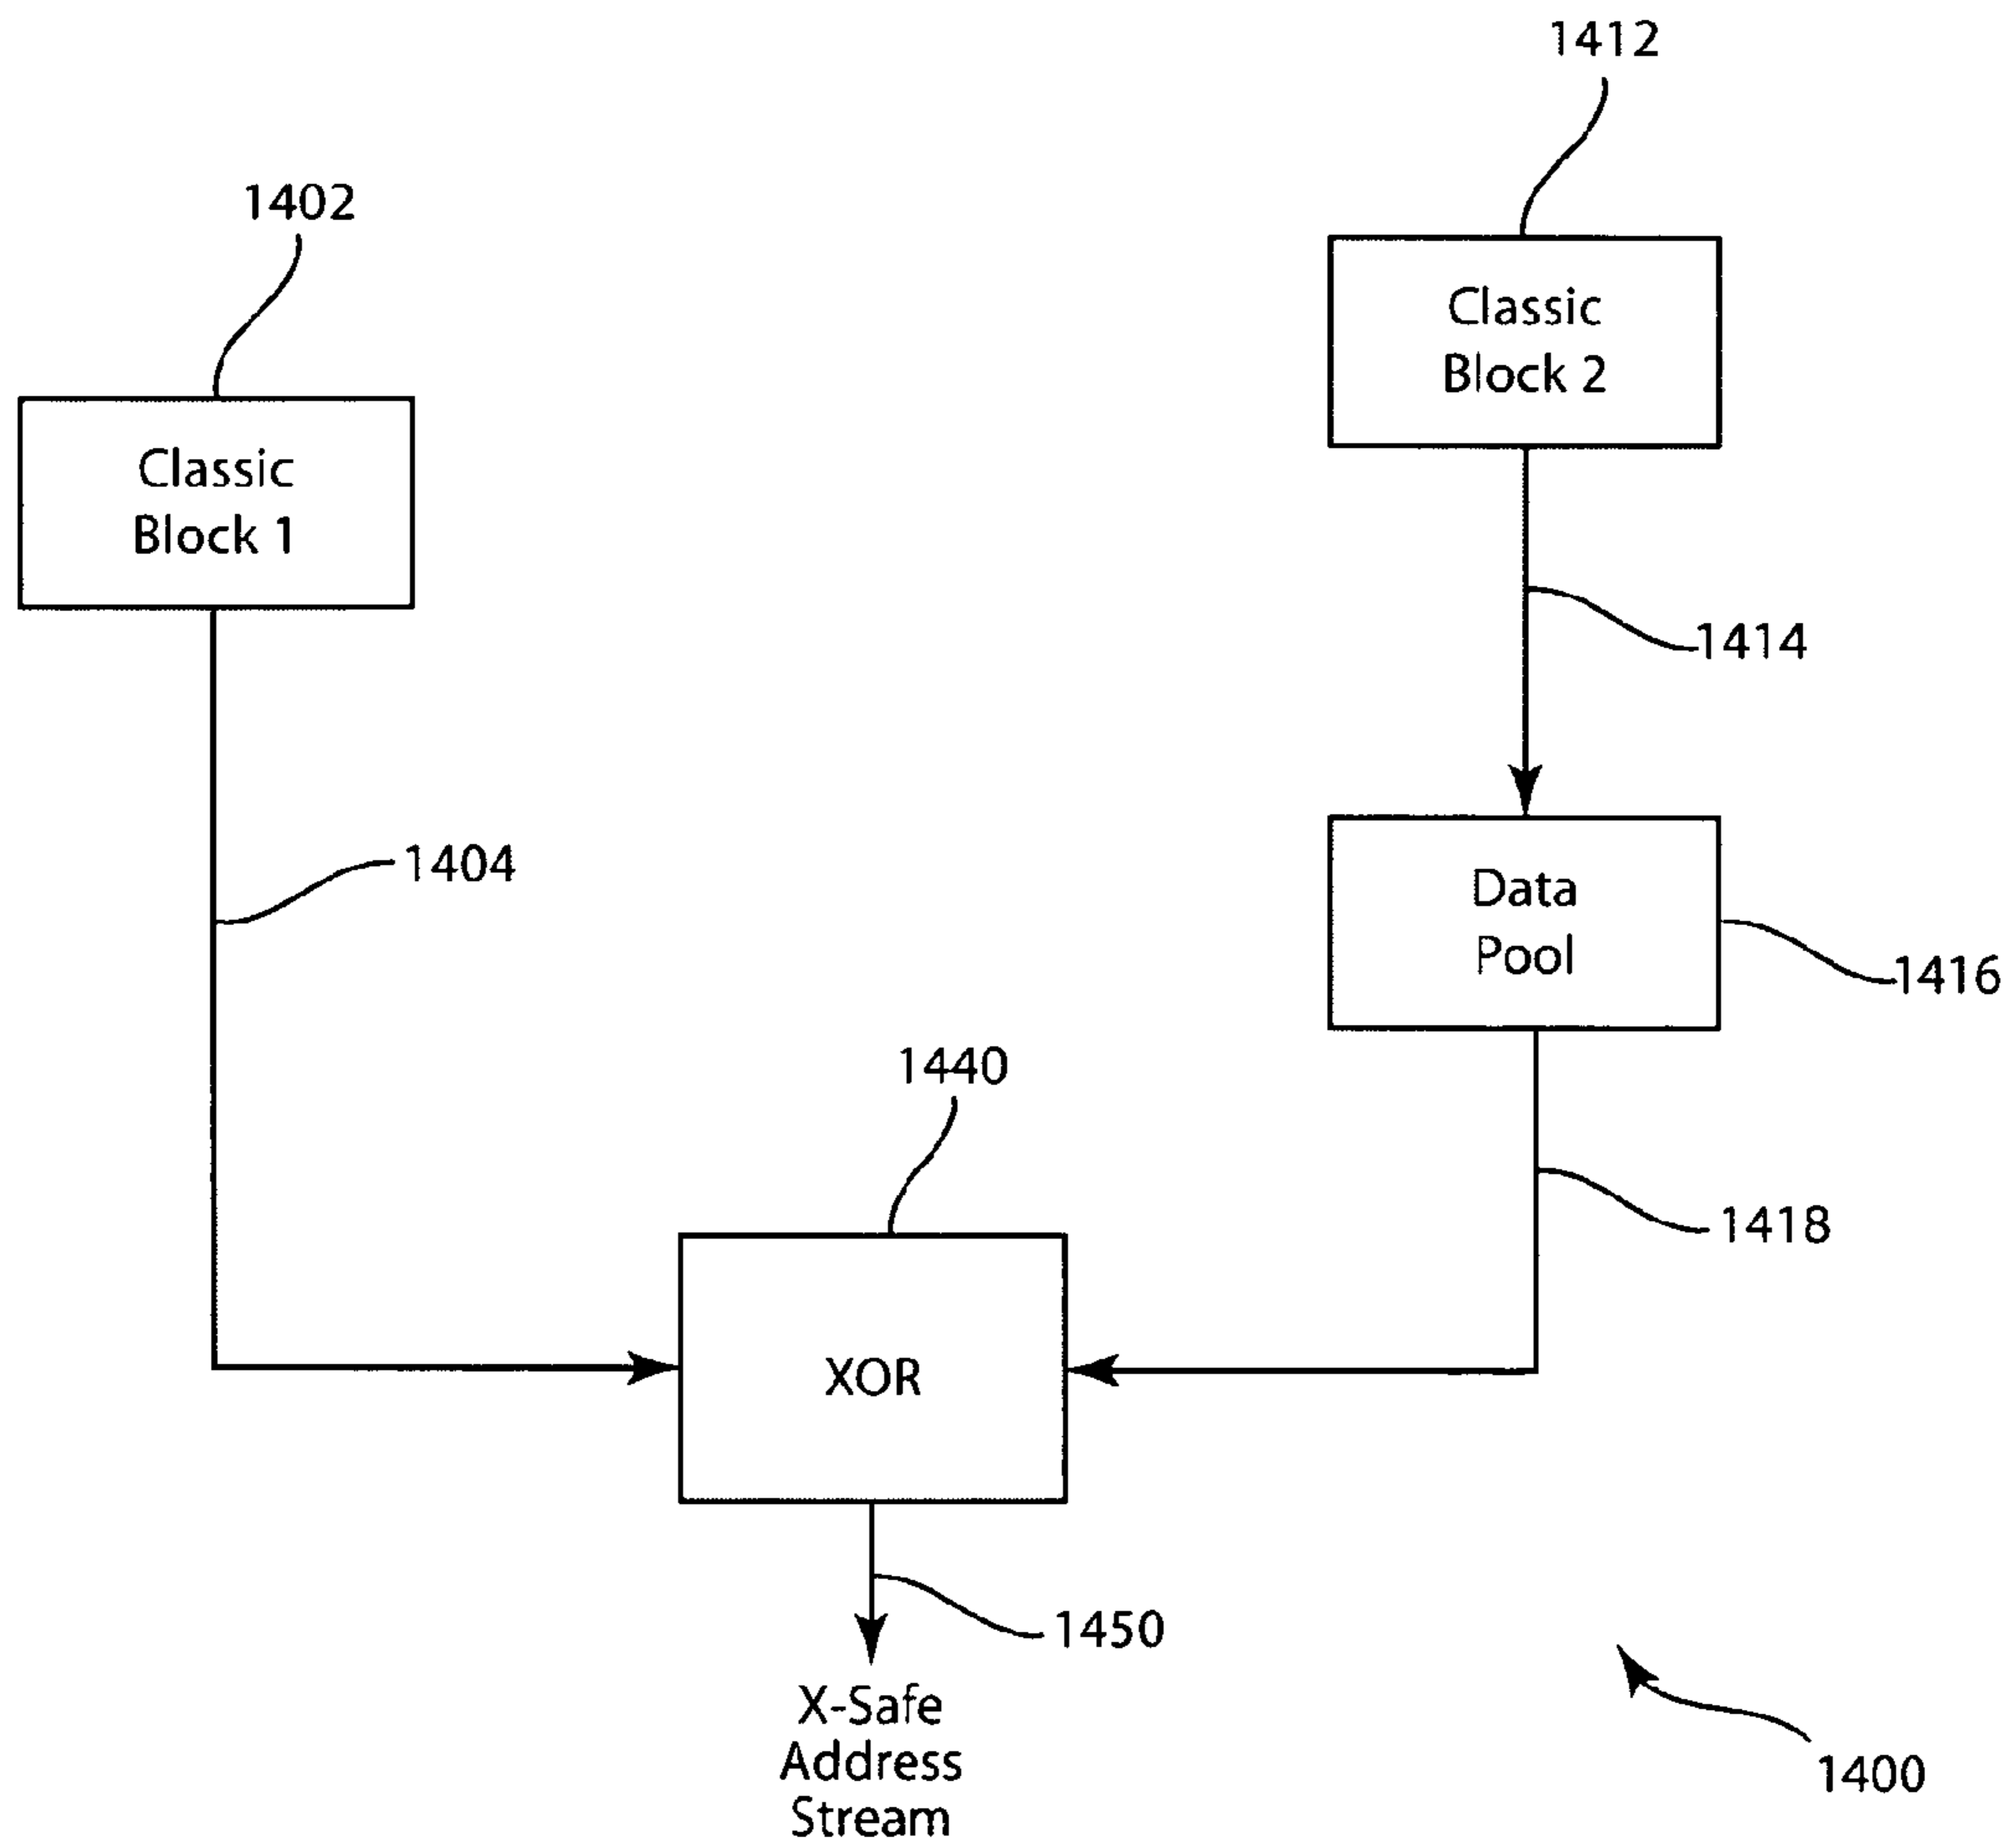 1412
1402
Classic
Block 2
Classic
Block 1
1414
1404
Data
Pool
1416
1440
1418
XOR
1450
X-Safe
Address
Stream
1400